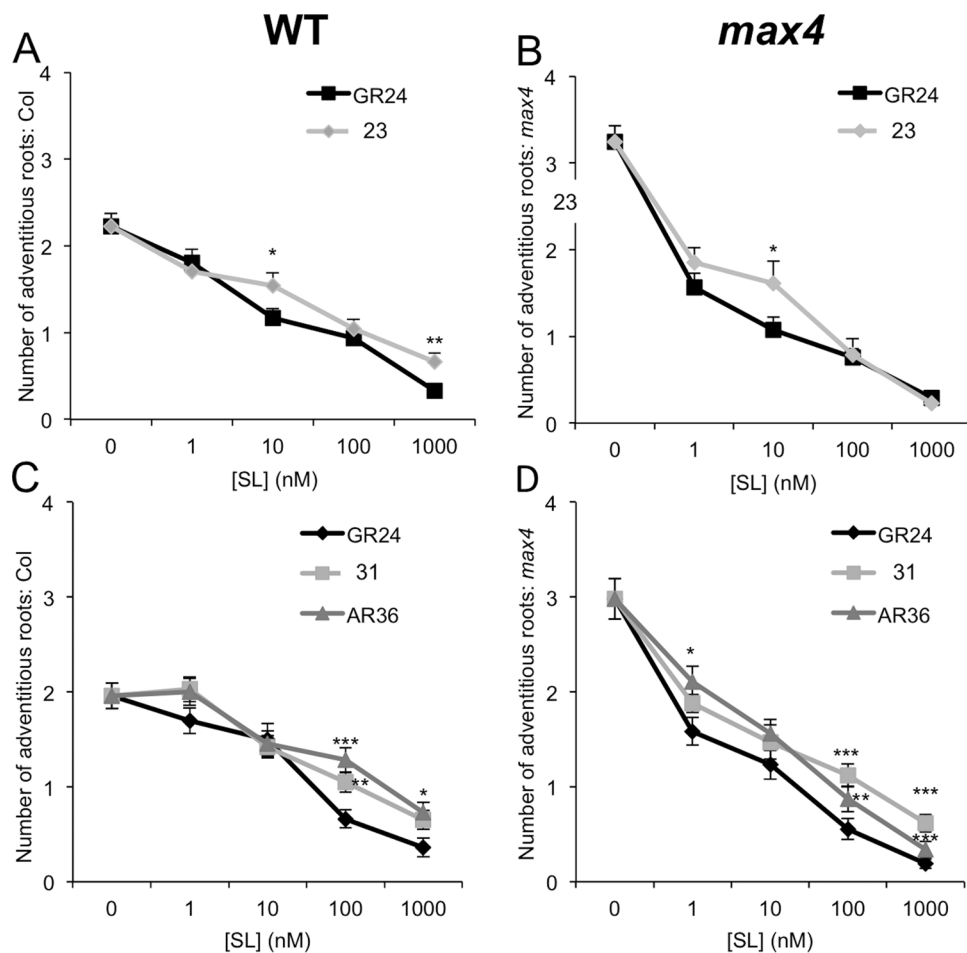 WT
max4
A
Number of adventitious roots: Col
4
3
2
1
0
GR24
23
*
**
0 1 10 100 1000
[SL] (nM)
B
Number of adventitious roots: max4
4
3
23
2
1
0
GR24
23
*
0 1 10 100 1000
[SL] (nM)
C
Number of adventitious roots: Col
4
3
2
1
0
GR24
31
AR36
***
**
*
0 1 10 100 1000
[SL] (nM)
D
Number of adventitious roots: max4
4
3
2
1
0
GR24
31
AR36
*
***
**
***
***
0 1 10 100 1000
[SL] (nM)